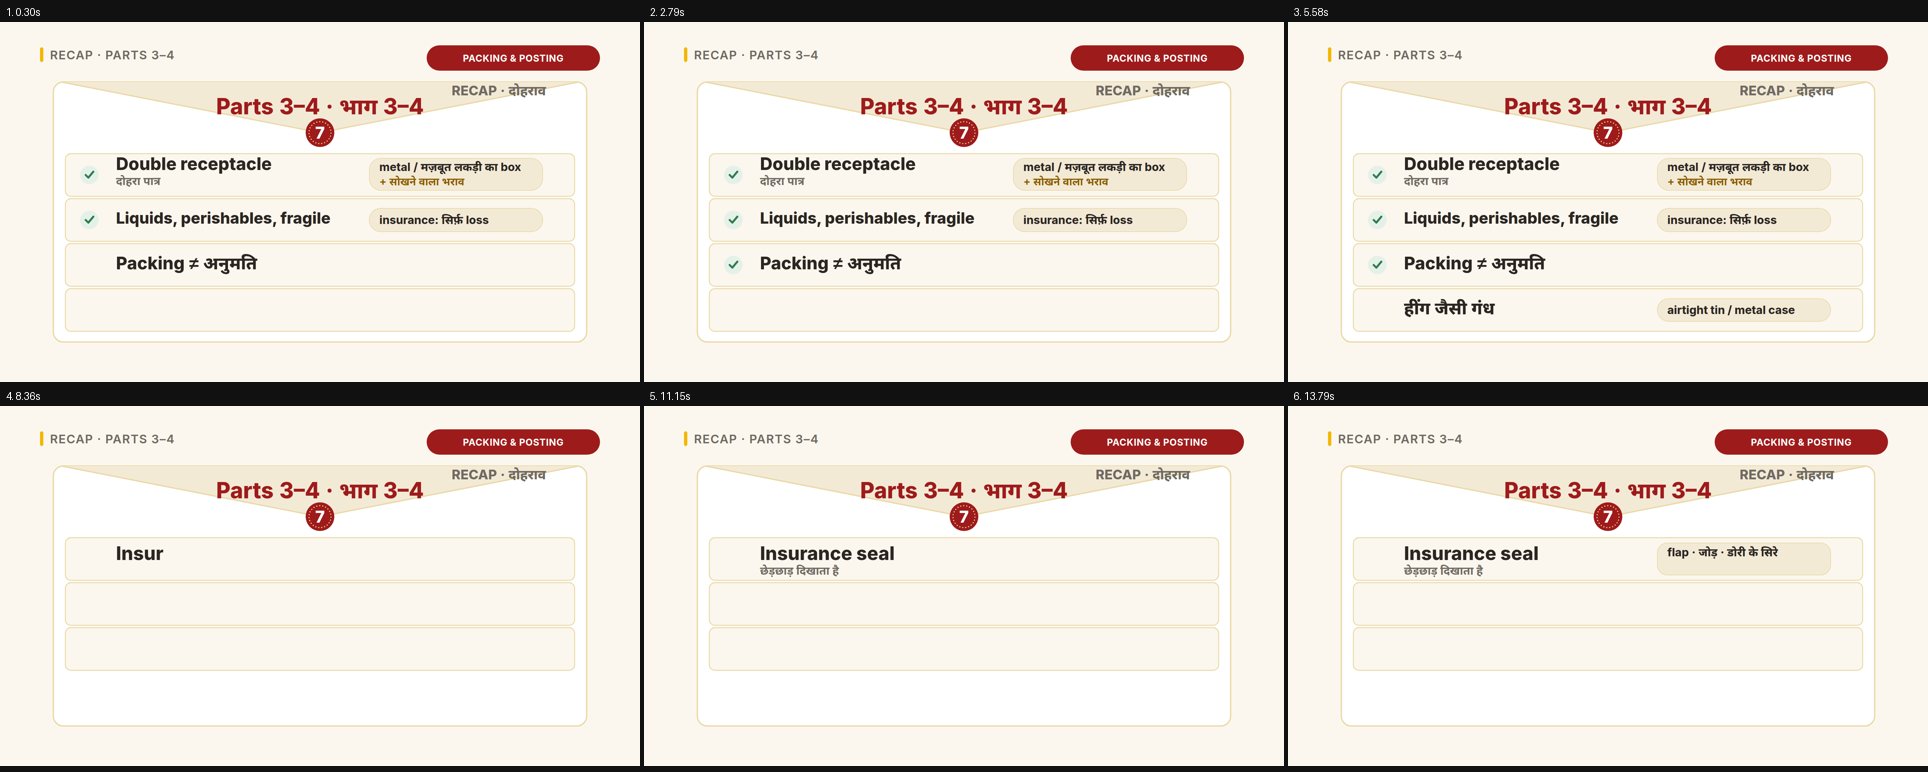 1. 0.30s
RECAP · PARTS 3–4
PACKING & POSTING
RECAP · दोहराव
Parts 3–4 · भाग 3–4
7
Double receptacle
दोहरा पात्र
metal / मज़बूत लकड़ी का box
+ सोखने वाला भराव
Liquids, perishables, fragile
insurance: सिर्फ़ loss
Packing ≠ अनुमति
2. 2.79s
RECAP · PARTS 3–4
PACKING & POSTING
RECAP · दोहराव
Parts 3–4 · भाग 3–4
7
Double receptacle
दोहरा पात्र
metal / मज़बूत लकड़ी का box
+ सोखने वाला भराव
Liquids, perishables, fragile
insurance: सिर्फ़ loss
Packing ≠ अनुमति
3. 5.58s
RECAP · PARTS 3–4
PACKING & POSTING
RECAP · दोहराव
Parts 3–4 · भाग 3–4
7
Double receptacle
दोहरा पात्र
metal / मज़बूत लकड़ी का box
+ सोखने वाला भराव
Liquids, perishables, fragile
insurance: सिर्फ़ loss
Packing ≠ अनुमति
हींग जैसी गंध
airtight tin / metal case
4. 8.36s
RECAP · PARTS 3–4
PACKING & POSTING
RECAP · दोहराव
Parts 3–4 · भाग 3–4
7
Insur
5. 11.15s
RECAP · PARTS 3–4
PACKING & POSTING
RECAP · दोहराव
Parts 3–4 · भाग 3–4
7
Insurance seal
छेड़छाड़ दिखाता है
6. 13.79s
RECAP · PARTS 3–4
PACKING & POSTING
RECAP · दोहराव
Parts 3–4 · भाग 3–4
7
Insurance seal
छेड़छाड़ दिखाता है
flap · जोड़ · डोरी के सिरे